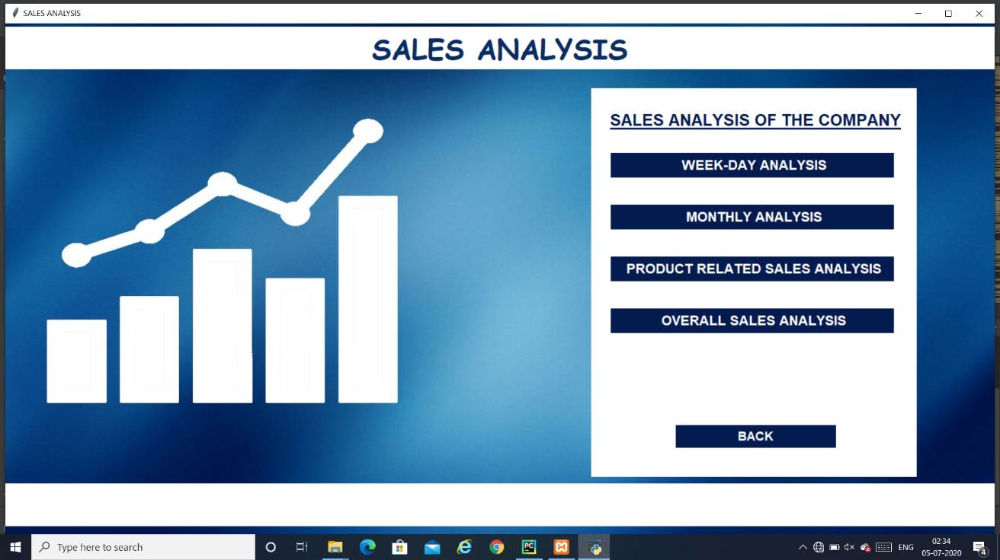 SALES ANALYSIS
SALES ANALYSIS
SALES ANALYSIS OF THE COMPANY
WEEK-DAY ANALYSIS
MONTHLY ANALYSIS
PRODUCT RELATED SALES ANALYSIS
OVERALL SALES ANALYSIS
BACK
Type here to search
PC
ENG
02:34
05-07-2020
4